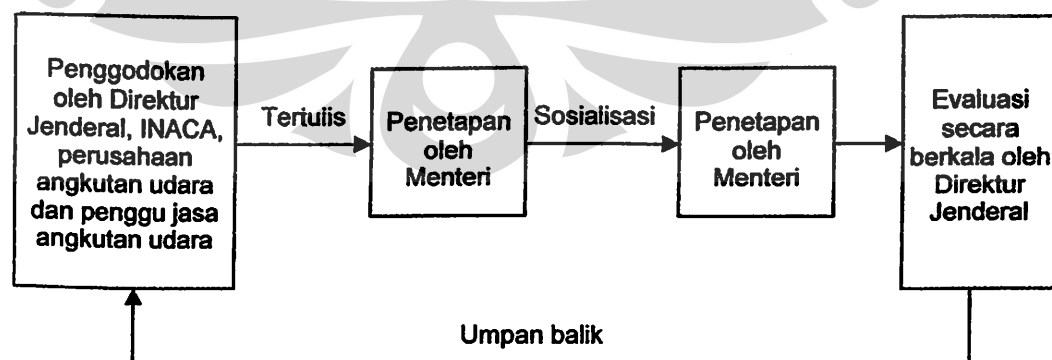 Penggodokan
oleh Direktur
Jenderal, INACA,
perusahaan
angkutan udara
dan penggu jasa
angkutan udara
Tertulis
Penetapan
oleh
Menteri
Sosialisasi
Penetapan
oleh
Menteri
Evaluasi
secara
berkala oleh
Direktur
Jenderal
Umpan balik